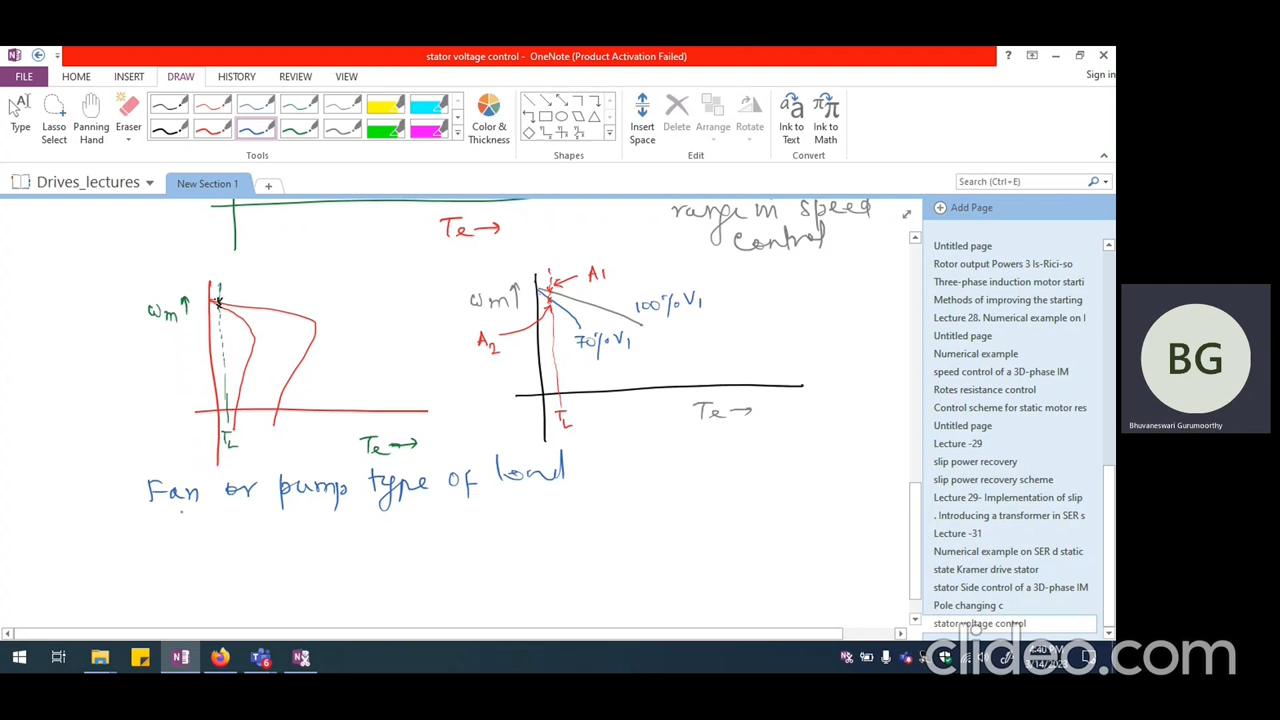 stator voltage control - OneNote (Product Activation Failed)
FILE HOME INSERT DRAW HISTORY REVIEW VIEW
Sign in
Type
Lasso Select
Panning Hand
Eraser
Color & Thickness
Insert Space
Delete
Arrange
Rotate
Ink to Text
Ink to Math
Tools
Shapes
Edit
Convert
Drives_lectures
New Section 1
Search (Ctrl+E)
Add Page
Untitled page
Rotor output Powers 3 Is-Rici-so
Three-phase induction motor starti
Methods of improving the starting
Lecture 28. Numerical example on I
Untitled page
Numerical example
speed control of a 3D-phase IM
Rotes resistance control
Control scheme for static motor res
Untitled page
Lecture -29
slip power recovery
slip power recovery scheme
Lecture 29- Implementation of slip
. Introducing a transformer in SER s
Lecture -31
Numerical example on SER d static
state Kramer drive stator
stator Side control of a 3D-phase IM
Pole changing c
stator voltage control
range in speed
control
Te→
ωm↑
TL
Te→
ωm↑
A1
100% V1
A2
70% V1
TL
Te→
Fan or pump type of load
BG
Bhuvaneswari Gurumoorthy
4:40 PM
3/14/2023
clideo.com